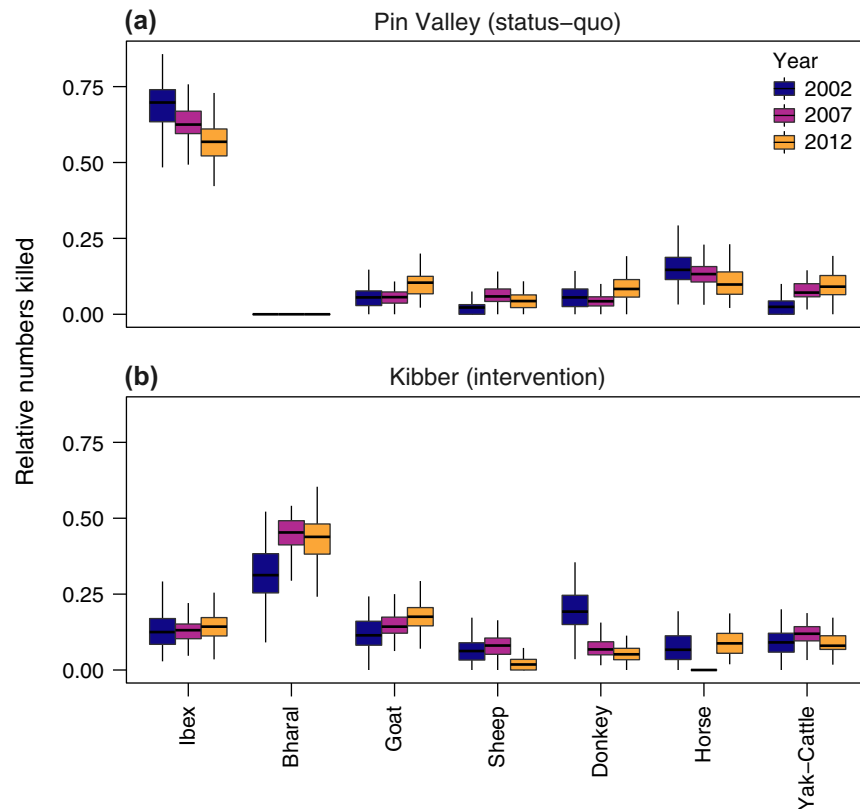 (a) Pin Valley (status−quo)
Year
2002
2007
2012
0.75
0.50
0.25
0.00
Relative numbers killed
(b) Kibber (intervention)
0.75
0.50
0.25
0.00
Ibex
Bharal
Goat
Sheep
Donkey
Horse
Yak−Cattle